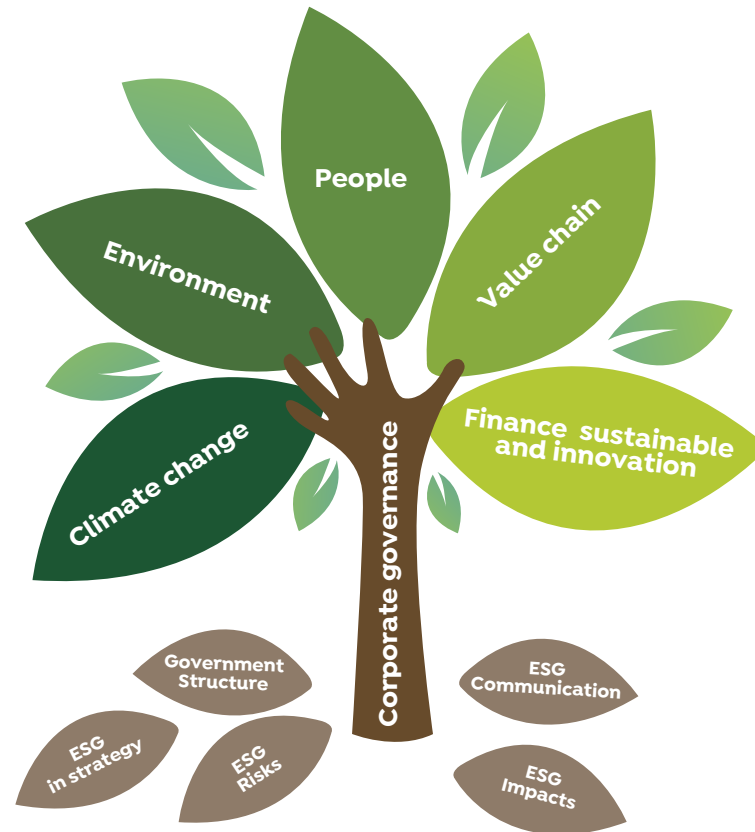 People
Environment
Value chain
Climate change
Finance sustainable
and innovation
Corporate governance
Government
Structure
ESG
Communication
ESG
in strategy
ESG
Risks
ESG
Impacts